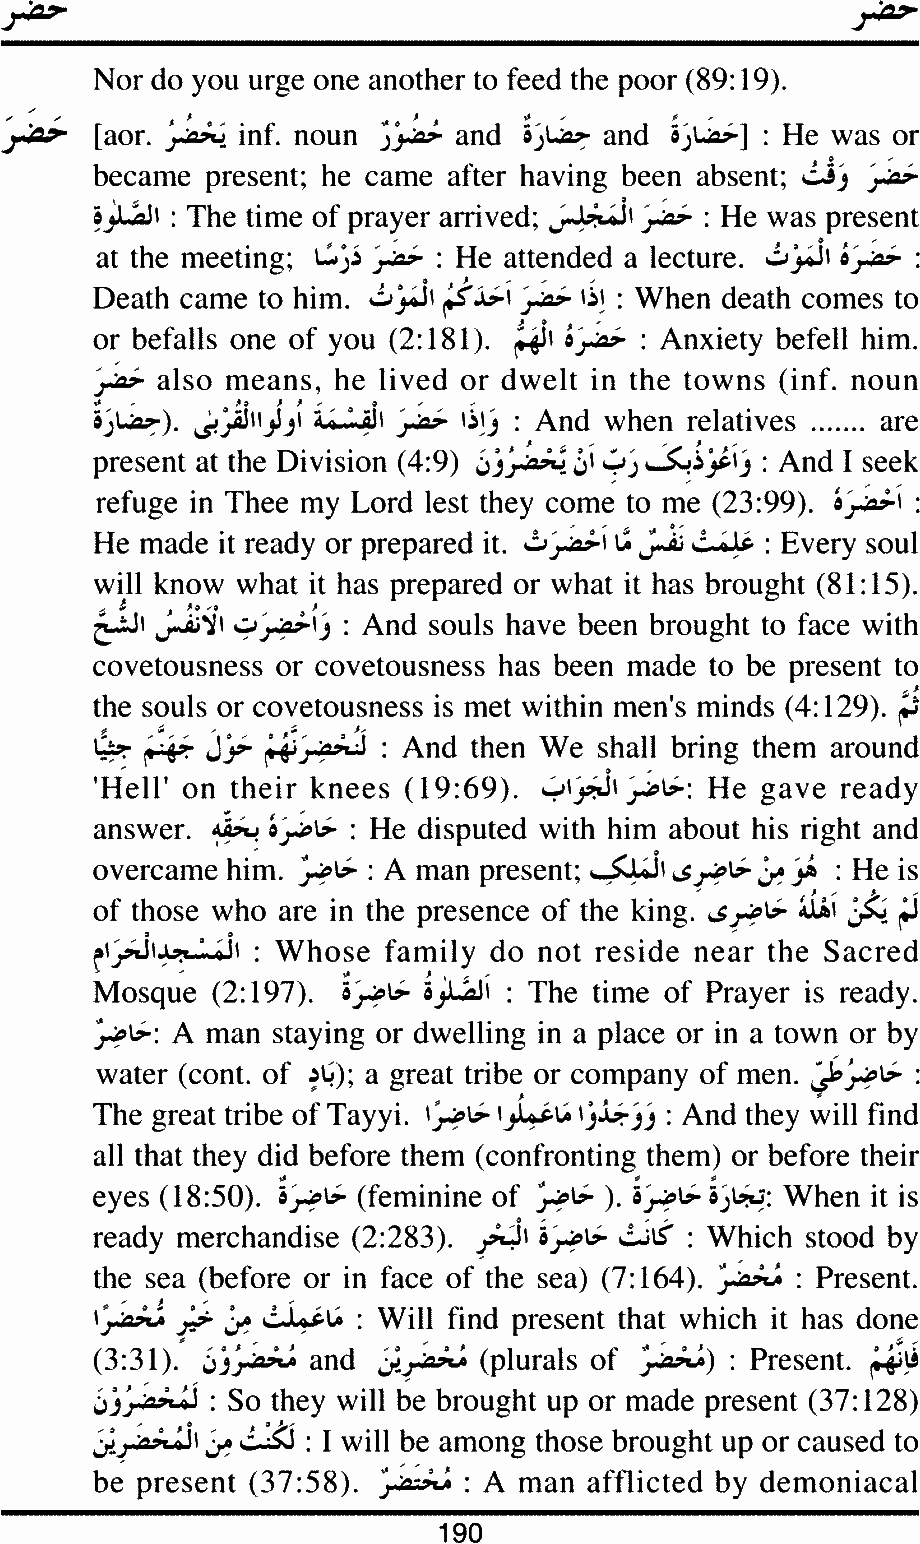 حضر حضر
Nor do you urge one another to feed the poor (89:19).
حَضَرَ [aor. يَحْضُرُ inf. noun حُضُوْرٌ and حِضَارَةٌ and حَضَارَةٌ] : He was or
became present; he came after having been absent; حَضَرَ وَقْتُ
الصَّلٰوةِ : The time of prayer arrived; حَضَرَ الْمَجْلِسَ : He was present
at the meeting; حَضَرَ دَرْسًا : He attended a lecture. حَضَرَهُ الْمَوْتُ :
Death came to him. اِذَا حَضَرَ اَحَدَكُمُ الْمَوْتُ : When death comes to
or befalls one of you (2:181). حَضَرَهُ الْهَمُّ : Anxiety befell him.
حَضَرَ also means, he lived or dwelt in the towns (inf. noun
حِضَارَةٌ). وَاِذَا حَضَرَ الْقِسْمَةَ اُولُواالْقُرْبٰى : And when relatives ....... are
present at the Division (4:9) وَاَعُوْذُبِکَ رَبِّ اَنْ يَّحْضُرُوْنِ : And I seek
refuge in Thee my Lord lest they come to me (23:99). اَحْضَرَهٗ :
He made it ready or prepared it. عَلِمَتْ نَفْسٌ مَّا اَحْضَرَتْ : Every soul
will know what it has prepared or what it has brought (81:15).
وَاُحْضِرَتِ الْاَنْفُسُ الشُّحَّ : And souls have been brought to face with
covetousness or covetousness has been made to be present to
the souls or covetousness is met within men's minds (4:129). ثُمَّ
لَنُحْضِرَنَّهُمْ حَوْلَ جَهَنَّمَ جِثِيًّا : And then We shall bring them around
'Hell' on their knees (19:69). حَاضَرَ الْجَوَابَ: He gave ready
answer. حَاضَرَهٗ بِحَقِّهٖ : He disputed with him about his right and
overcame him. حَاضِرٌ : A man present; هُوَ مِنْ حَاضِرِى الْمَلِکِ : He is
of those who are in the presence of the king. لَمْ يَكُنْ اَهْلُهٗ حَاضِرِى
الْمَسْجِدِالْحَرَامِ : Whose family do not reside near the Sacred
Mosque (2:197). اَلصَّلٰوةُ حَاضِرَةٌ : The time of Prayer is ready.
حَاضِرٌ: A man staying or dwelling in a place or in a town or by
water (cont. of بَادٍ); a great tribe or company of men. حَاضِرُطَيٍّ :
The great tribe of Tayyi. وَوَجَدُوْا مَاعَمِلُوا حَاضِرًا : And they will find
all that they did before them (confronting them) or before their
eyes (18:50). حَاضِرَةٌ (feminine of حَاضِرٌ ). تِجَارَةٌ حَاضِرَةٌ: When it is
ready merchandise (2:283). كَانَتْ حَاضِرَةَ الْبَحْرِ : Which stood by
the sea (before or in face of the sea) (7:164). مُحْضَرٌ : Present.
مَاعَمِلَتْ مِنْ خَيْرٍ مُّحْضَرًا : Will find present that which it has done
(3:31). مُحْضَرُوْنَ and مُحْضَرِيْنَ (plurals of مُحْضَرٌ) : Present. فَاِنَّهُمْ
لَمُحْضَرُوْنَ : So they will be brought up or made present (37:128)
لَكُنْتُ مِنَ الْمُحْضَرِيْنَ : I will be among those brought up or caused to
be present (37:58). مُحْتَضَرٌ : A man afflicted by demoniacal
190